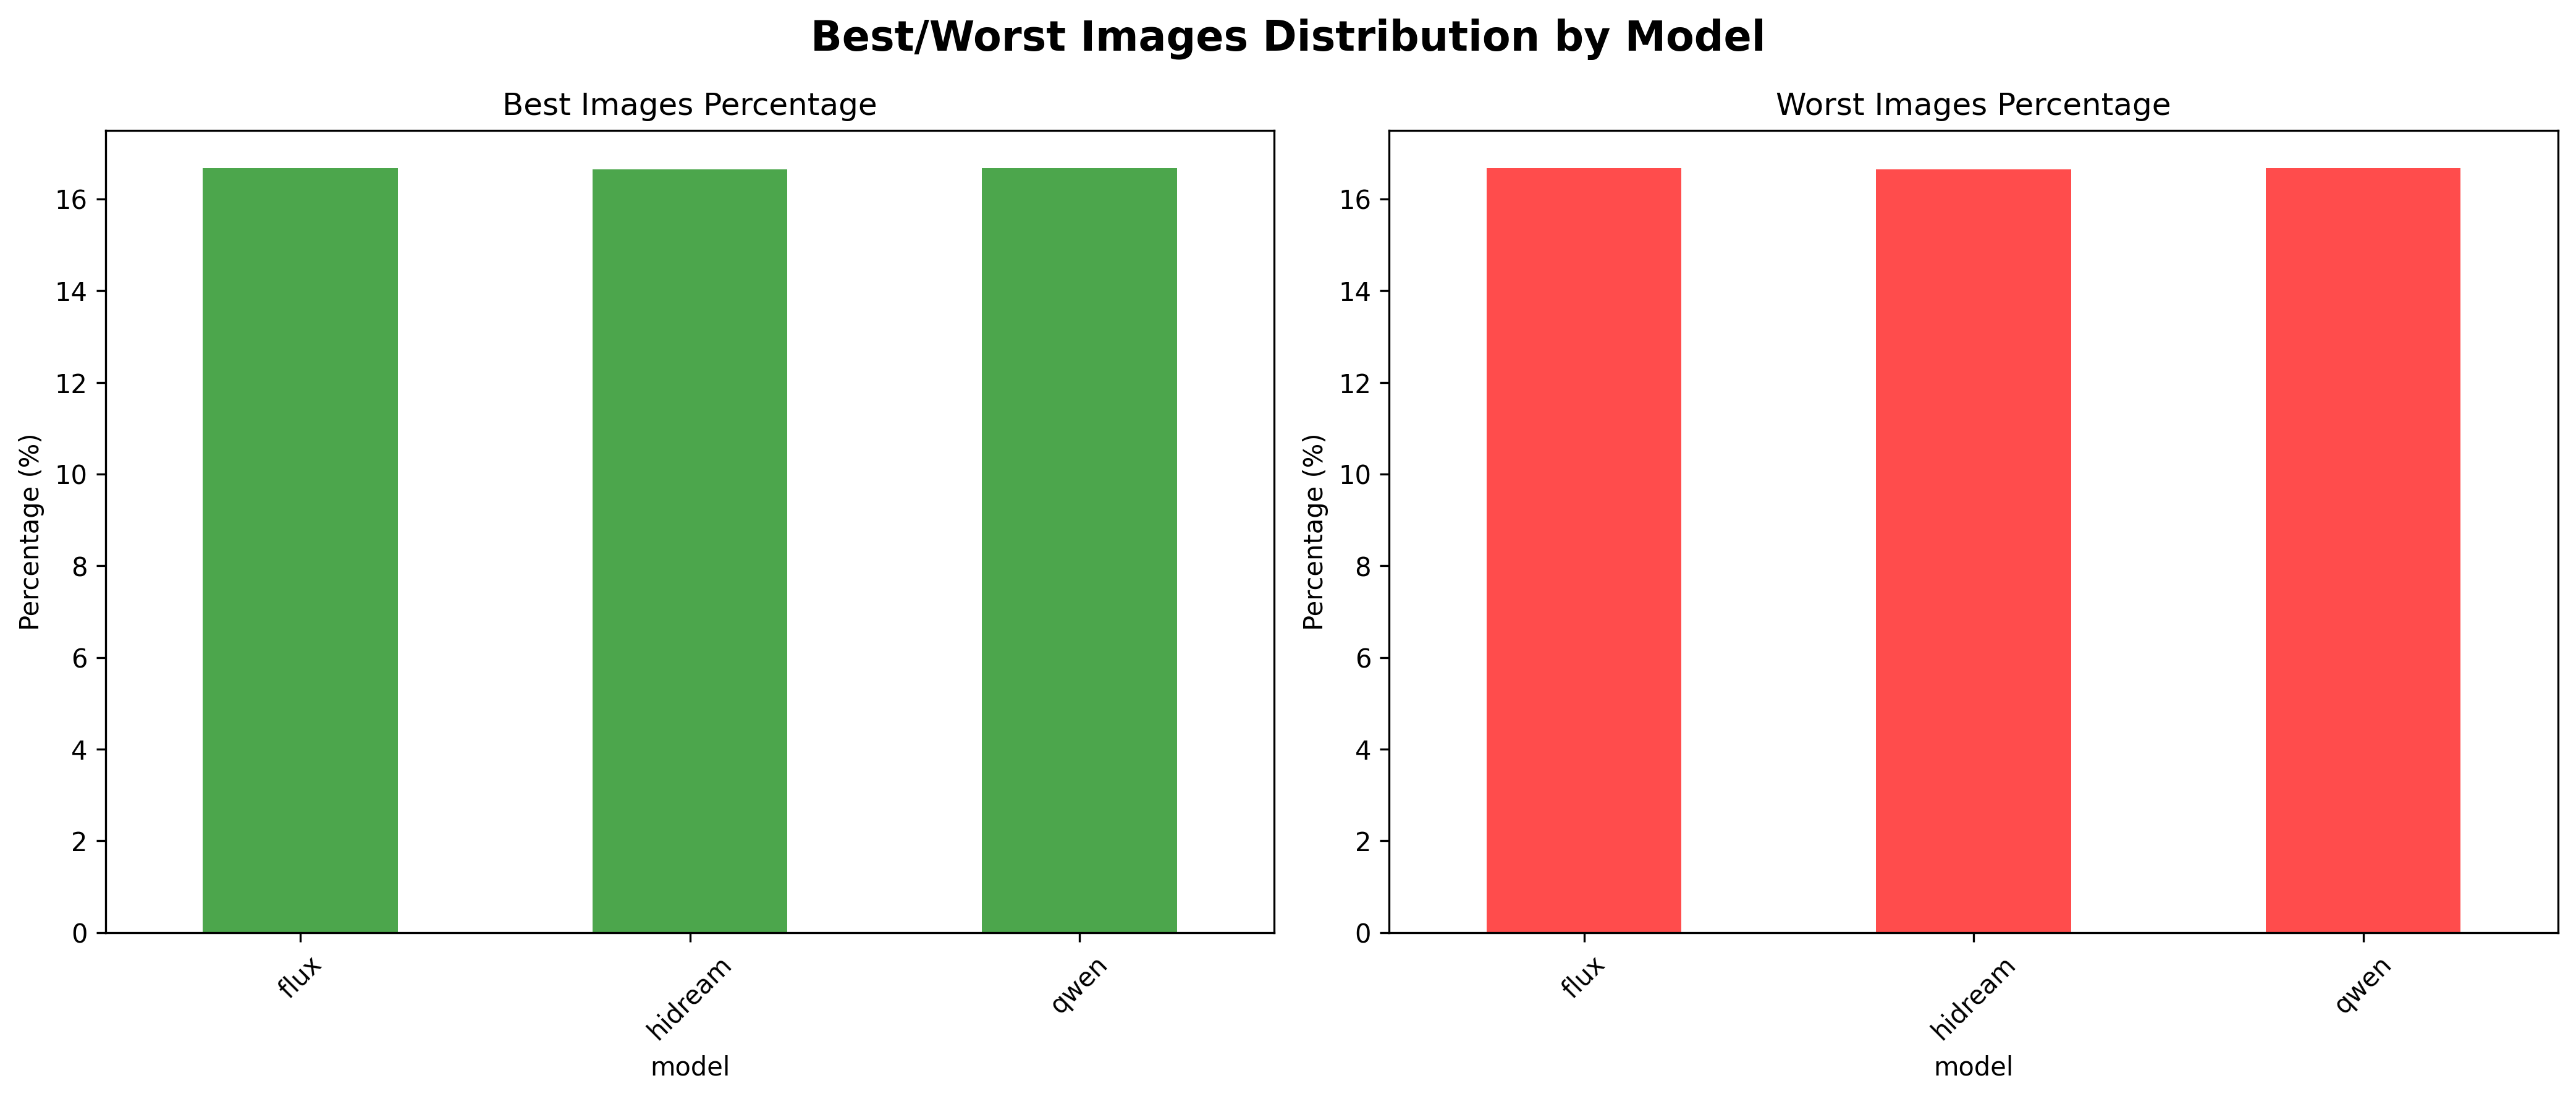 Best/Worst Images Distribution by Model
Best Images Percentage
Percentage (%)
16
14
12
10
8
6
4
2
0
flux
hidream
qwen
model
Worst Images Percentage
Percentage (%)
16
14
12
10
8
6
4
2
0
flux
hidream
qwen
model